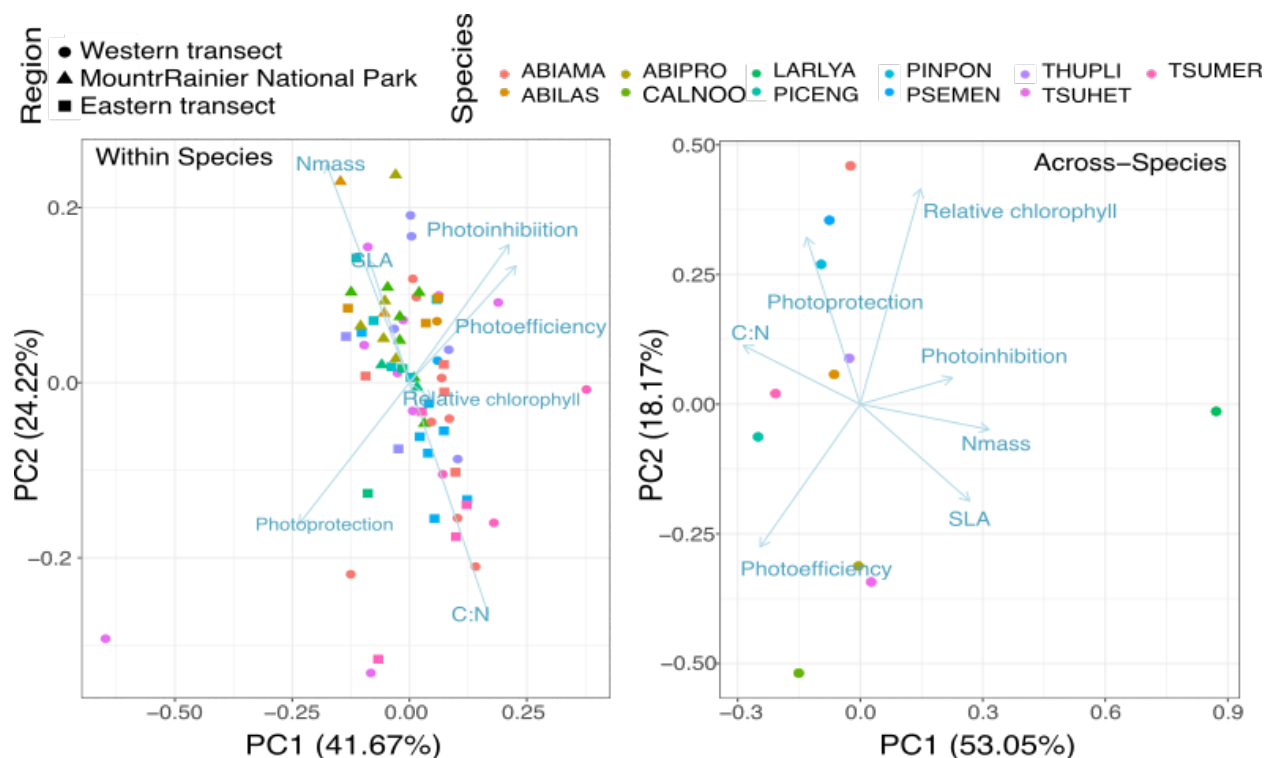 Region
Western transect
MountrRainier National Park
Eastern transect
Species
ABIAMA
ABILAS
ABIPRO
CALNOO
LARLYA
PICENG
PINPON
PSEMEN
THUPLI
TSUHET
TSUMER
Within Species
Nmass
Photoinhibiition
SLA
Photoefficiency
Relative chlorophyll
Photoprotection
C:N
0.2
0.0
−0.2
PC2 (24.22%)
−0.50
−0.25
0.00
0.25
PC1 (41.67%)
Across−Species
Relative chlorophyll
Photoprotection
C:N
Photoinhibition
Nmass
SLA
Photoefficiency
0.50
0.25
0.00
−0.25
−0.50
PC2 (18.17%)
−0.3
0.0
0.3
0.6
0.9
PC1 (53.05%)